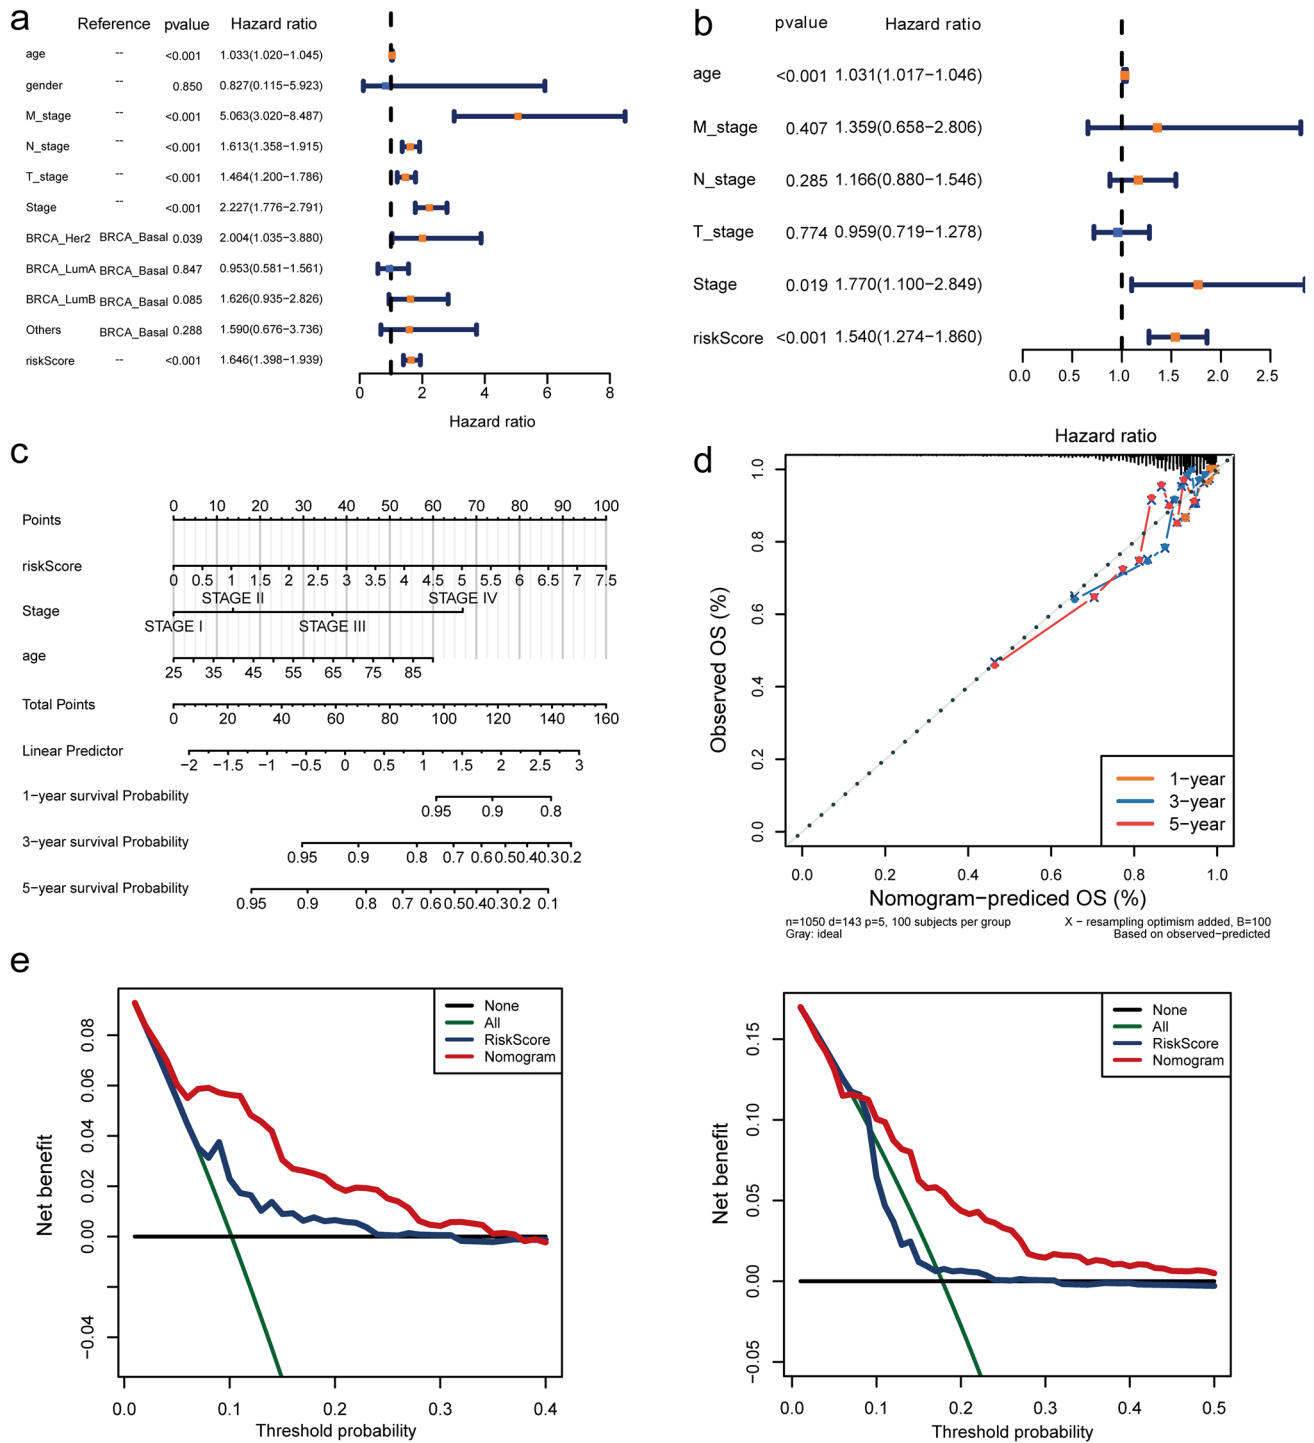 a
Reference pvalue Hazard ratio
age -- <0.001 1.033(1.020−1.045)
gender -- 0.850 0.827(0.115−5.923)
M_stage -- <0.001 5.063(3.020−8.487)
N_stage -- <0.001 1.613(1.358−1.915)
T_stage -- <0.001 1.464(1.200−1.786)
Stage -- <0.001 2.227(1.776−2.791)
BRCA_Her2 BRCA_Basal 0.039 2.004(1.035−3.880)
BRCA_LumA BRCA_Basal 0.847 0.953(0.581−1.561)
BRCA_LumB BRCA_Basal 0.085 1.626(0.935−2.826)
Others BRCA_Basal 0.288 1.590(0.676−3.736)
riskScore -- <0.001 1.646(1.398−1.939)
0 2 4 6 8
Hazard ratio
b
pvalue Hazard ratio
age <0.001 1.031(1.017−1.046)
M_stage 0.407 1.359(0.658−2.806)
N_stage 0.285 1.166(0.880−1.546)
T_stage 0.774 0.959(0.719−1.278)
Stage 0.019 1.770(1.100−2.849)
riskScore <0.001 1.540(1.274−1.860)
0.0 0.5 1.0 1.5 2.0 2.5
Hazard ratio
c
0 10 20 30 40 50 60 70 80 90 100
Points
riskScore
0 0.5 1 1.5 2 2.5 3 3.5 4 4.5 5 5.5 6 6.5 7 7.5
STAGE II STAGE IV
Stage
STAGE I STAGE III
age
25 35 45 55 65 75 85
Total Points
0 20 40 60 80 100 120 140 160
Linear Predictor
−2 −1.5 −1 −0.5 0 0.5 1 1.5 2 2.5 3
1−year survival Probability
0.95 0.9 0.8
3−year survival Probability
0.95 0.9 0.8 0.7 0.6 0.5 0.4 0.3 0.2
5−year survival Probability
0.95 0.9 0.8 0.7 0.6 0.5 0.4 0.3 0.2 0.1
d
Observed OS (%)
1.0
0.8
0.6
0.4
0.2
0.0
1−year
3−year
5−year
0.0 0.2 0.4 0.6 0.8 1.0
Nomogram−prediced OS (%)
n=1050 d=143 p=5, 100 subjects per group
Gray: ideal
X − resampling optimism added, B=100
Based on observed−predicted
e
Net benefit
0.08
0.06
0.04
0.02
0.00
−0.04
None
All
RiskScore
Nomogram
0.0 0.1 0.2 0.3 0.4
Threshold probability
Net benefit
0.15
0.10
0.05
0.00
−0.05
None
All
RiskScore
Nomogram
0.0 0.1 0.2 0.3 0.4 0.5
Threshold probability